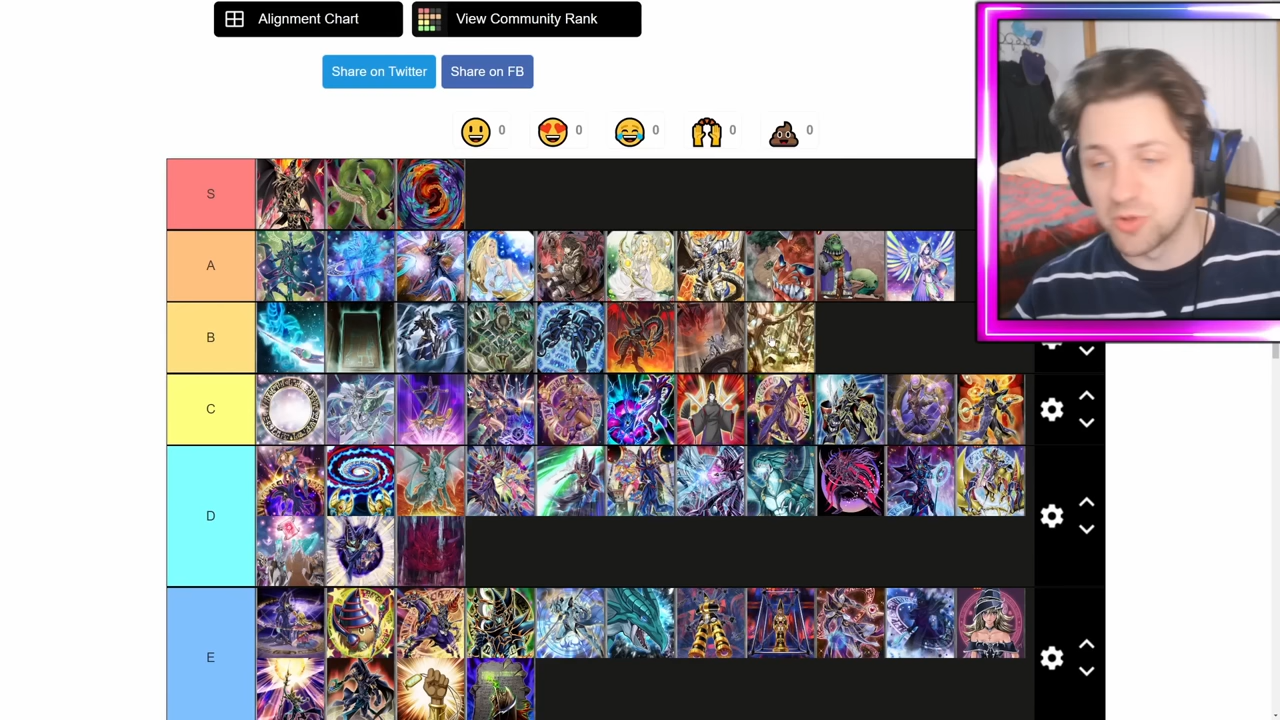 Alignment Chart
View Community Rank
Share on Twitter
Share on FB
0
0
0
0
0
S
A
B
C
D
E